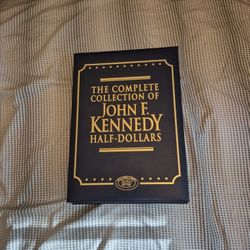 THE COMPLETE
COLLECTION OF
JOHN F.
KENNEDY
HALF-DOLLARS